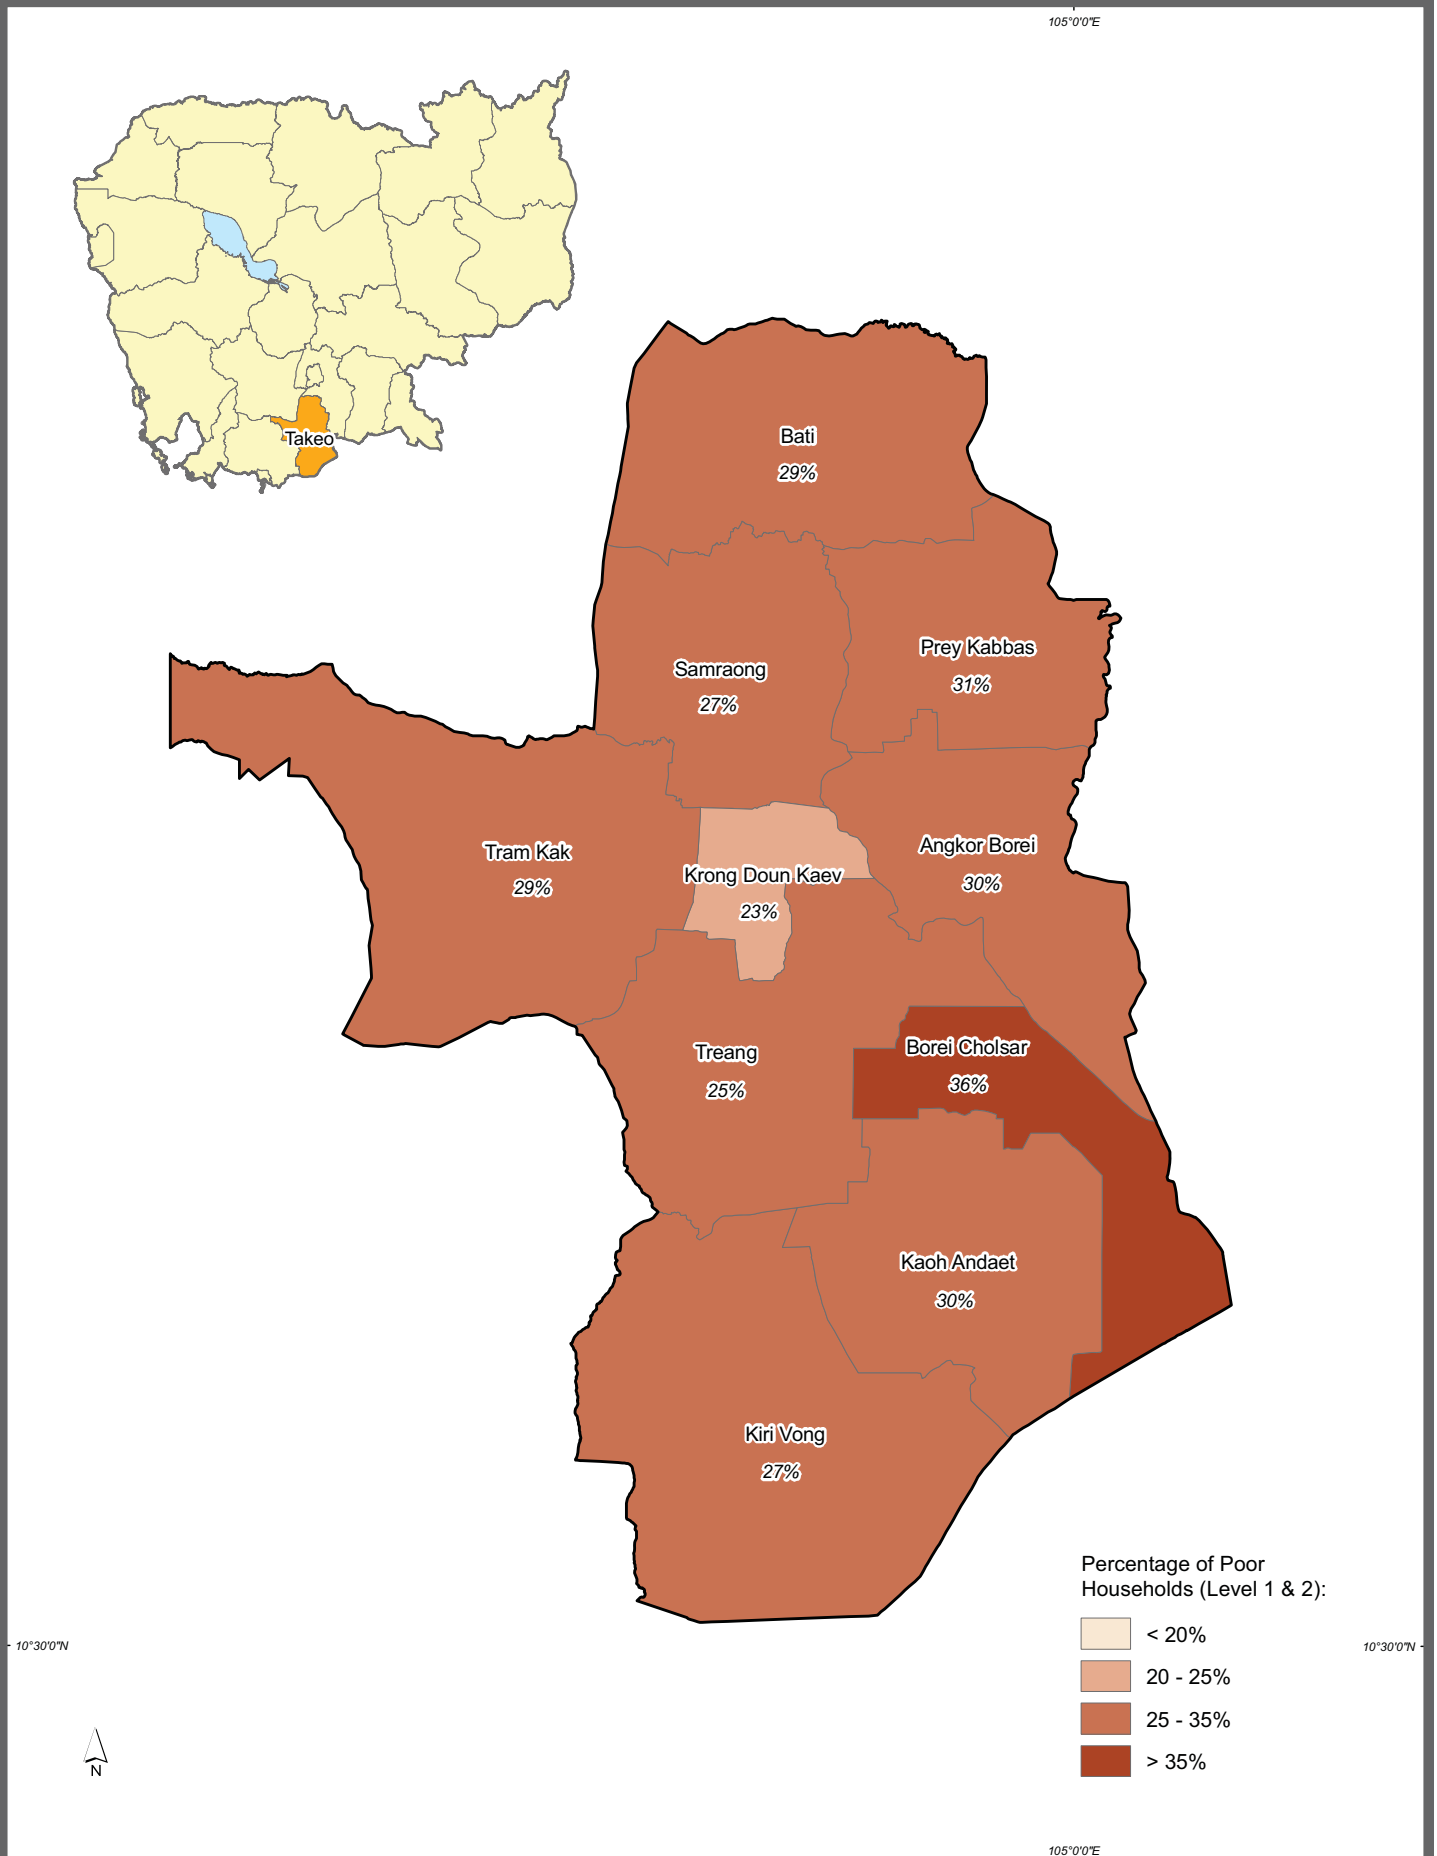 105°0'0"E
Takeo
Bati
29%
Prey Kabbas
31%
Samraong
27%
Tram Kak
29%
Angkor Borei
30%
Krong Doun Kaev
23%
Borei Cholsar
36%
Treang
25%
Kaoh Andaet
30%
Kiri Vong
27%
Percentage of Poor
Households (Level 1 & 2):
< 20%
20 - 25%
25 - 35%
> 35%
10°30'0"N
10°30'0"N
N
105°0'0"E